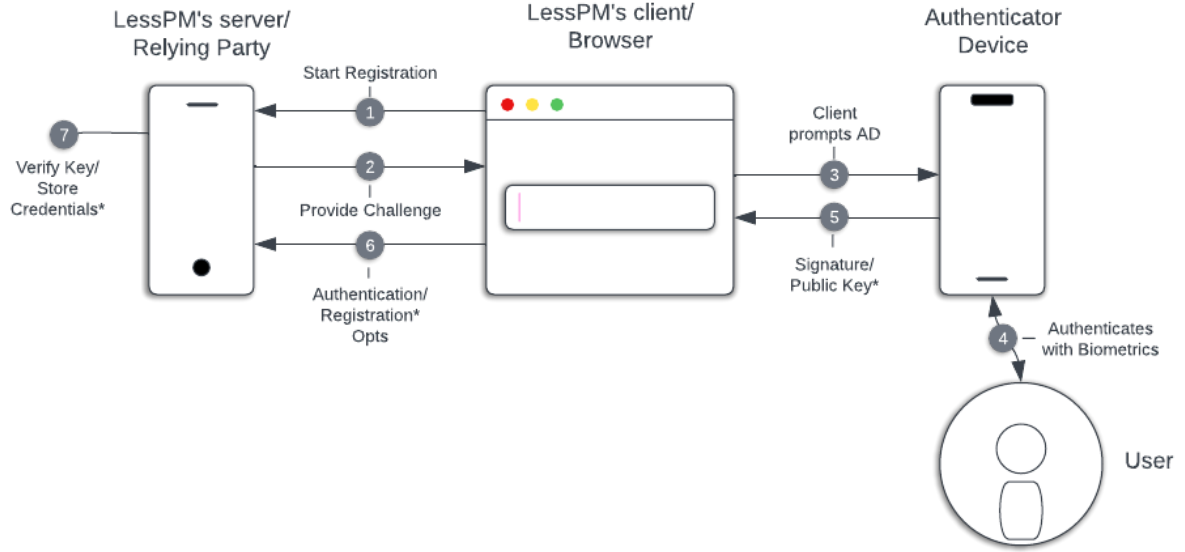 LessPM's server/
Relying Party
LessPM's client/
Browser
Authenticator
Device
Start Registration
1
2
Provide Challenge
6
Authentication/
Registration*
Opts
7
Verify Key/
Store
Credentials*
Client
prompts AD
3
5
Signature/
Public Key*
4
Authenticates
with Biometrics
User